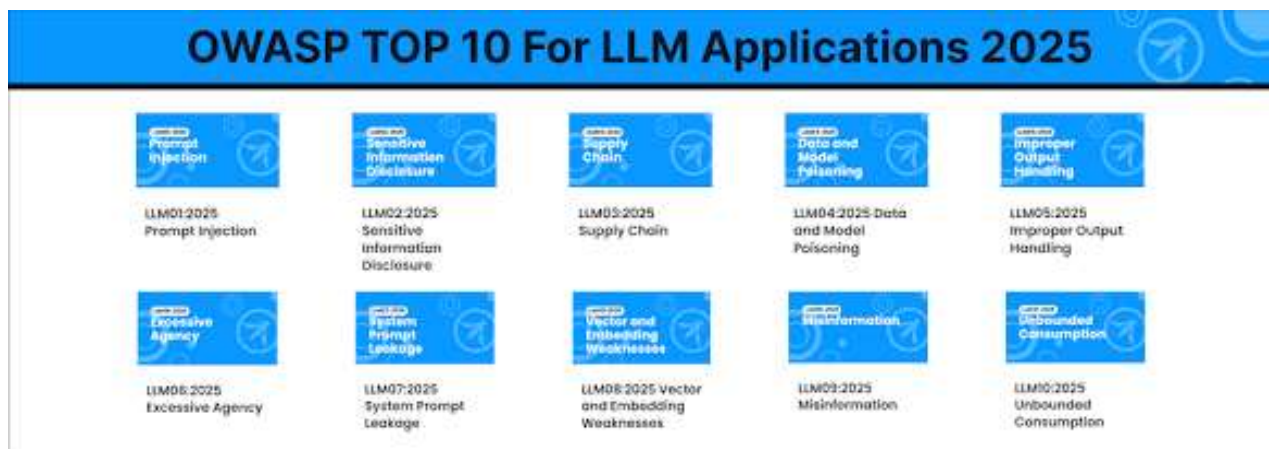 OWASP TOP 10 For LLM Applications 2025
Prompt
Injection
Sensitive
Information
Disclosure
Supply
Chain
Data and
Model
Poisoning
Improper
Output
Handling
LLM01:2025
Prompt Injection
LLM02:2025
Sensitive
Information
Disclosure
LLM03:2025
Supply Chain
LLM04:2025 Data
and Model
Poisoning
LLM05:2025
Improper Output
Handling
Excessive
Agency
System
Prompt
Leakage
Vector and
Embedding
Weaknesses
Misinformation
Unbounded
Consumption
LLM06:2025
Excessive Agency
LLM07:2025
System Prompt
Leakage
LLM08:2025 Vector
and Embedding
Weaknesses
LLM09:2025
Misinformation
LLM10:2025
Unbounded
Consumption